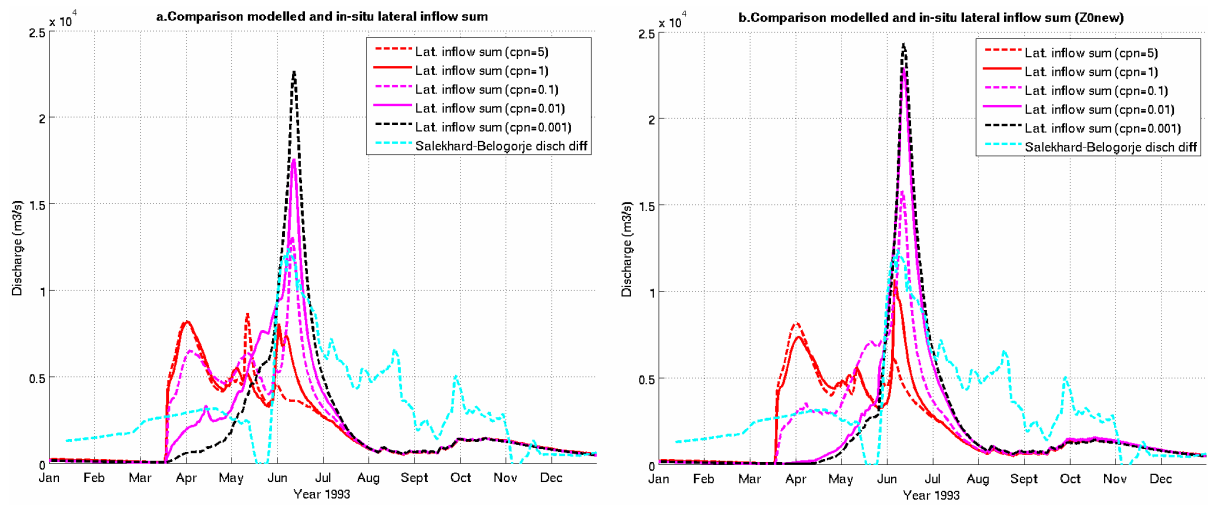 a.Comparison modelled and in-situ lateral inflow sum
x 10^4
2.5
2
1.5
1
0.5
0
Discharge (m3/s)
Lat. inflow sum (cpn=5)
Lat. inflow sum (cpn=1)
Lat. inflow sum (cpn=0.1)
Lat. inflow sum (cpn=0.01)
Lat. inflow sum (cpn=0.001)
Salekhard-Belogorje disch diff
Jan Feb Mar Apr May Jun Jul Aug Sep Oct Nov Dec
Year 1993
b.Comparison modelled and in-situ lateral inflow sum (Z0new)
x 10^4
2.5
2
1.5
1
0.5
0
Discharge (m3/s)
Lat. inflow sum (cpn=5)
Lat. inflow sum (cpn=1)
Lat. inflow sum (cpn=0.1)
Lat. inflow sum (cpn=0.01)
Lat. inflow sum (cpn=0.001)
Salekhard-Belogorje disch diff
Jan Feb Mar Apr May Jun Jul Aug Sep Oct Nov Dec
Year 1993